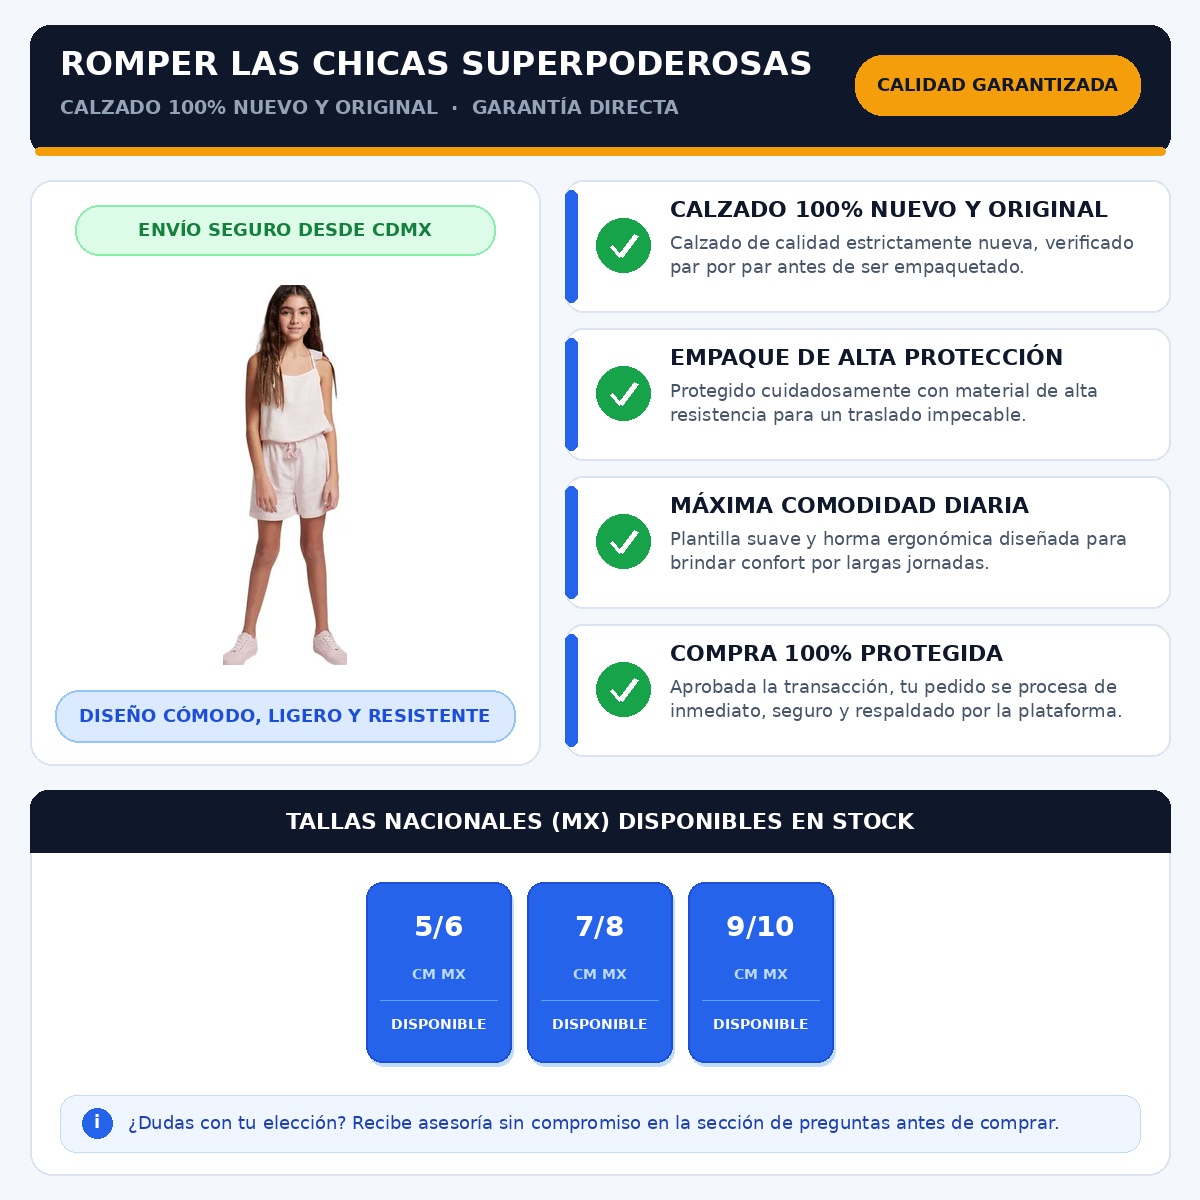 ROMPER LAS CHICAS SUPERPODEROSAS
CALZADO 100% NUEVO Y ORIGINAL · GARANTÍA DIRECTA
CALIDAD GARANTIZADA
ENVÍO SEGURO DESDE CDMX
DISEÑO CÓMODO, LIGERO Y RESISTENTE
CALZADO 100% NUEVO Y ORIGINAL
Calzado de calidad estrictamente nueva, verificado
par por par antes de ser empaquetado.
EMPAQUE DE ALTA PROTECCIÓN
Protegido cuidadosamente con material de alta
resistencia para un traslado impecable.
MÁXIMA COMODIDAD DIARIA
Plantilla suave y horma ergonómica diseñada para
brindar confort por largas jornadas.
COMPRA 100% PROTEGIDA
Aprobada la transacción, tu pedido se procesa de
inmediato, seguro y respaldado por la plataforma.
TALLAS NACIONALES (MX) DISPONIBLES EN STOCK
5/6
CM MX
DISPONIBLE
7/8
CM MX
DISPONIBLE
9/10
CM MX
DISPONIBLE
i
¿Dudas con tu elección? Recibe asesoría sin compromiso en la sección de preguntas antes de comprar.